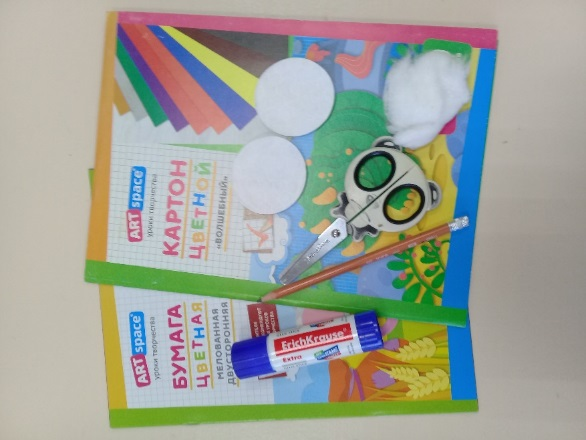 ART space
уроки творчества
КАРТОН
ЦВЕТНОЙ
«ВОЛШЕБНЫЙ»
ART space
уроки творчества
БУМАГА
ЦВЕТНАЯ
МЕЛОВАННАЯ
ДВУСТОРОННЯЯ
ErichKrause
Extra